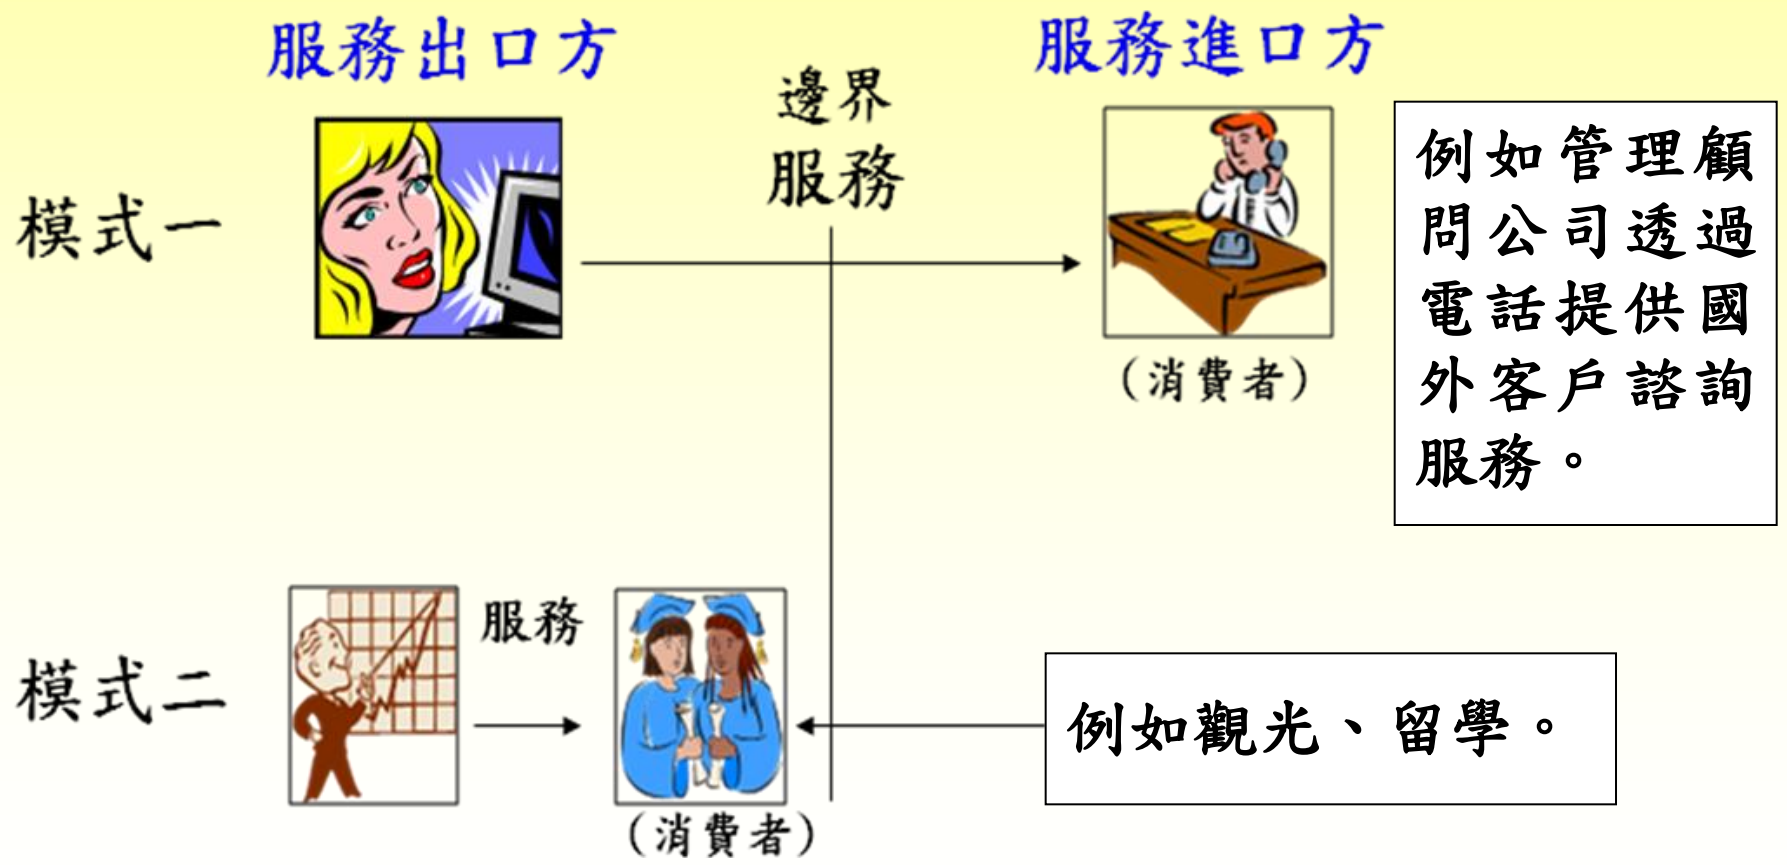 服務出口方
服務進口方
邊界
服務
模式一
(消費者)
例如管理顧
問公司透過
電話提供國
外客戶諮詢
服務。
模式二
服務
(消費者)
例如觀光、留學。